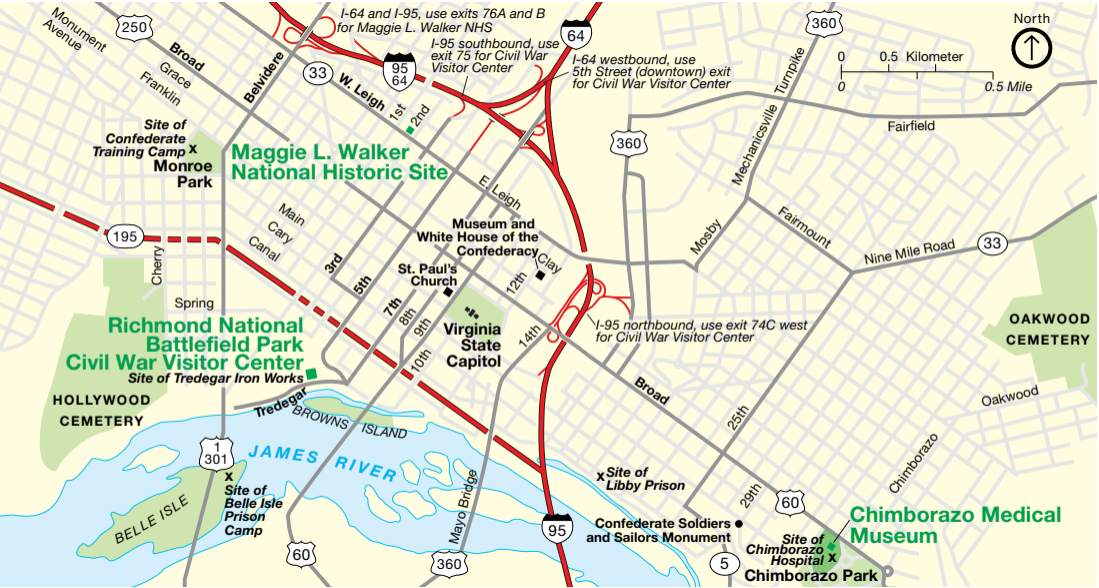 I-64 and I-95, use exits 76A and B
for Maggie L. Walker NHS
250
Monument
Avenue
Broad
Grace
Franklin
Belvidere
33
W. Leigh
95
64
I-95 southbound, use
exit 75 for Civil War
Visitor Center
64
I-64 westbound, use
5th Street (downtown) exit
for Civil War Visitor Center
360
North
0
0.5 Kilometer
0
0.5 Mile
Mechanicsville Turnpike
Fairfield
360
1st
2nd
Site of
Confederate
Training Camp
x
Monroe
Park
Maggie L. Walker
National Historic Site
E. Leigh
Main
Cary
Canal
195
Cherry
Spring
3rd
5th
7th
8th
9th
10th
12th
14th
Clay
Museum and
White House of the
Confederacy
St. Paul's
Church
Virginia
State
Capitol
Mosby
Fairmount
Nine Mile Road
33
I-95 northbound, use exit 74C west
for Civil War Visitor Center
OAKWOOD
CEMETERY
Richmond National
Battlefield Park
Civil War Visitor Center
Site of Tredegar Iron Works
HOLLYWOOD
CEMETERY
Tredegar
BROWNS ISLAND
JAMES RIVER
1
301
x
Site of
Belle Isle
Prison
Camp
BELLE ISLE
60
Mayo Bridge
360
95
Broad
25th
Oakwood
Chimborazo
x
Site of
Libby Prison
29th
60
Confederate Soldiers
and Sailors Monument
5
Chimborazo Medical
Museum
Site of
Chimborazo
Hospital
x
Chimborazo Park